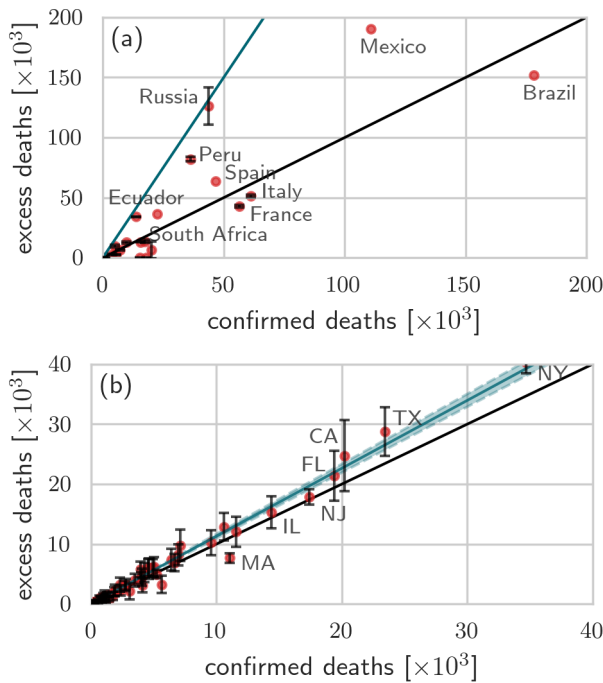 (a)
excess deaths [×10³]
200
150
100
50
0
Mexico
Brazil
Russia
Peru
Spain
Italy
Ecuador
France
South Africa
0 50 100 150 200
confirmed deaths [×10³]
(b)
excess deaths [×10³]
40
30
20
10
0
NY
TX
CA
FL
NJ
IL
MA
0 10 20 30 40
confirmed deaths [×10³]